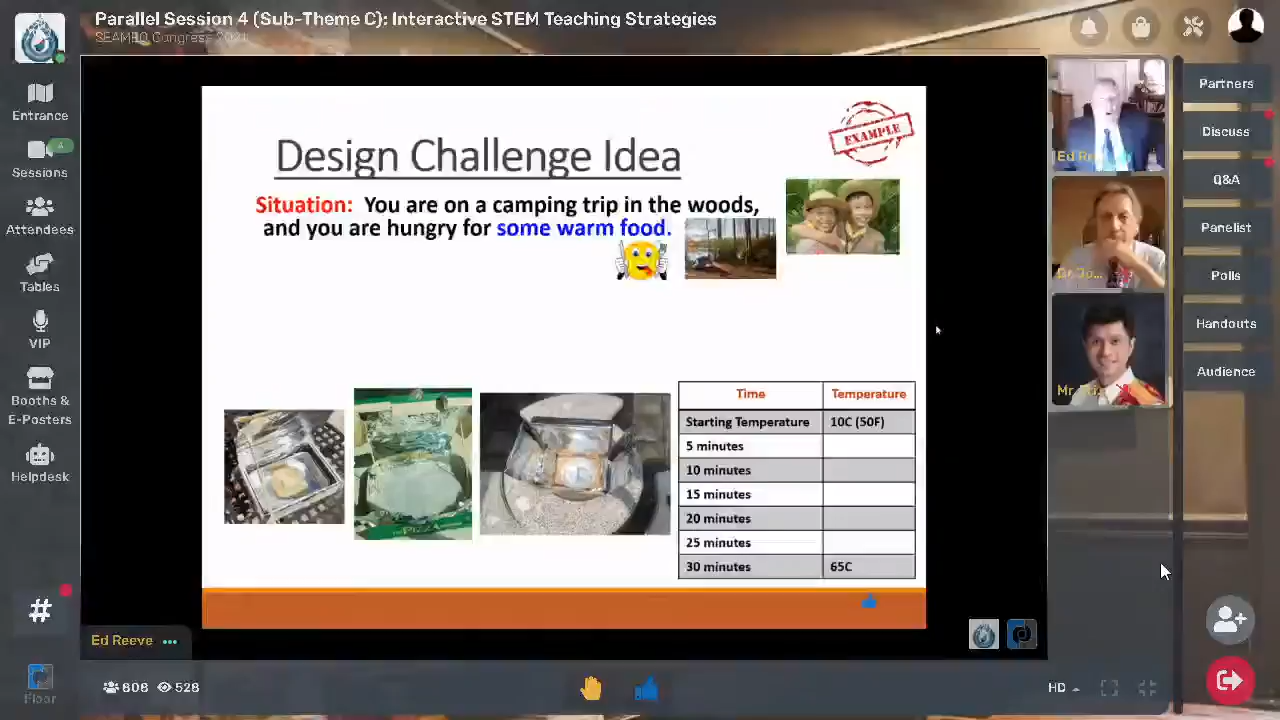 Parallel Session 4 (Sub-Theme C): Interactive STEM Teaching Strategies
SEAMEO Congress 2021
Entrance
4
Sessions
Attendees
Tables
VIP
Booths &
E-Posters
Helpdesk
#
Floor
EXAMPLE
Design Challenge Idea
Situation: You are on a camping trip in the woods,
and you are hungry for some warm food.
Time Temperature
Starting Temperature 10C (50F)
5 minutes
10 minutes
15 minutes
20 minutes
25 minutes
30 minutes 65C
Ed Reeve
606 528
HD
Ed
Partners
Discuss
Q&A
Panelist
Polls
Handouts
Audience